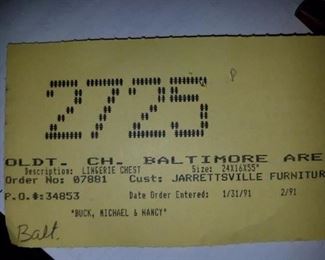 2725
OLDT. CH. BALTIMORE ARE
Description: LINGERIE CHEST Size: 24X16X55"
Order No: 07881 Cust: JARRETTSVILLE FURNITUR
P.O.#:34853 Date Order Entered: 1/31/91 2/91
"BUCK, MICHAEL & NANCY"
Balt.